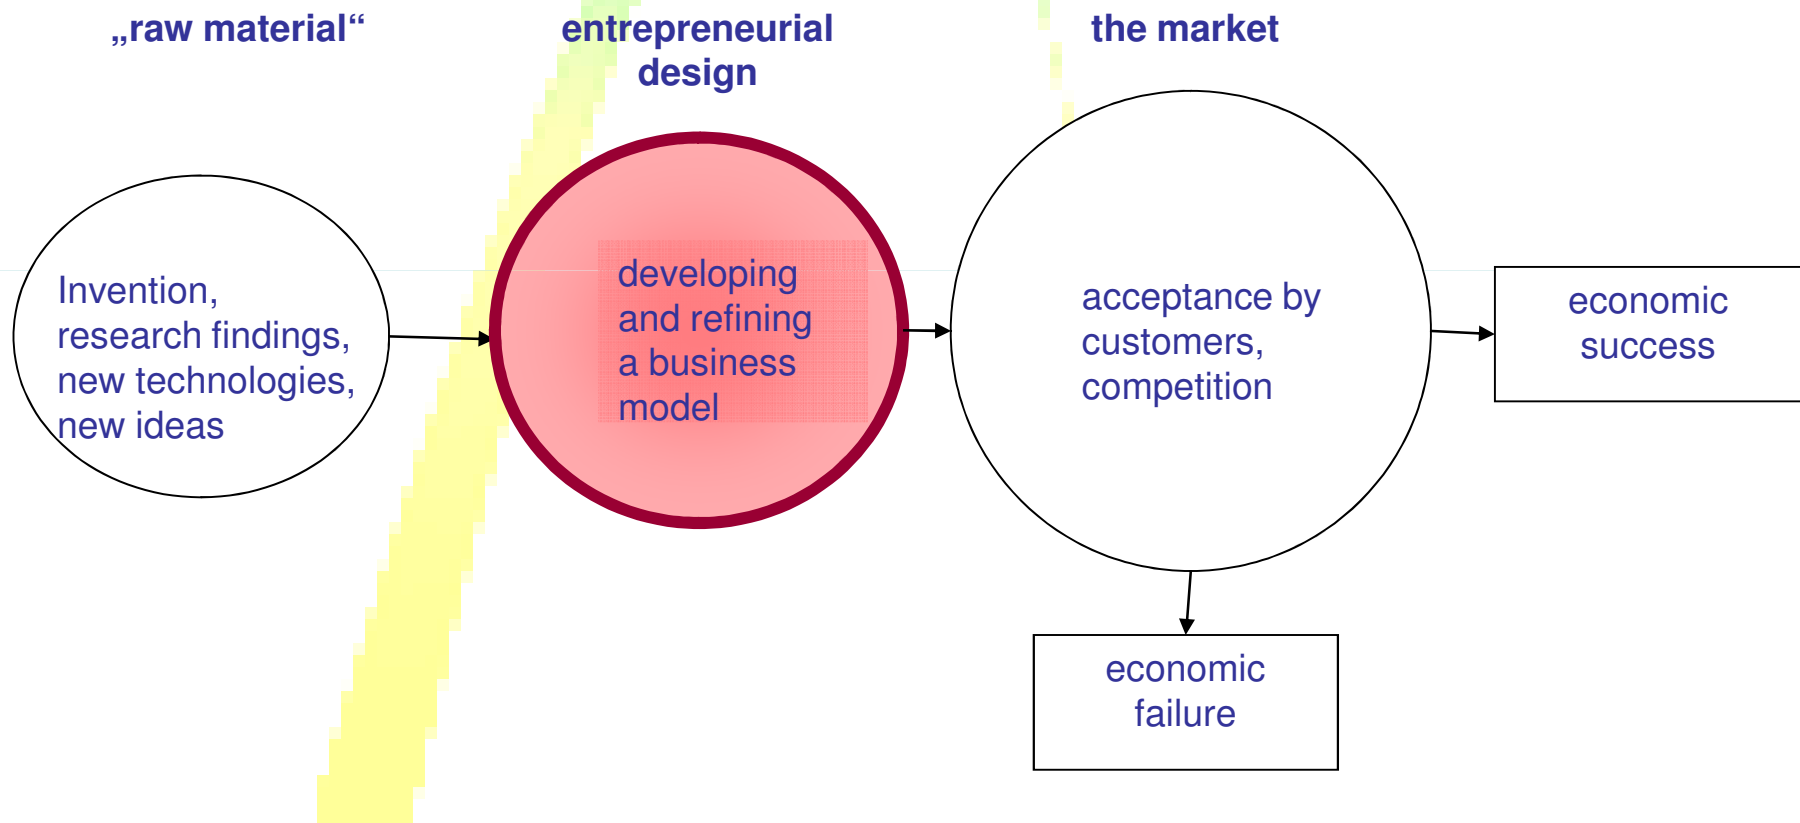 „raw material“
entrepreneurial
design
the market
Invention,
research findings,
new technologies,
new ideas
developing
and refining
a business
model
acceptance by
customers,
competition
economic
success
economic
failure